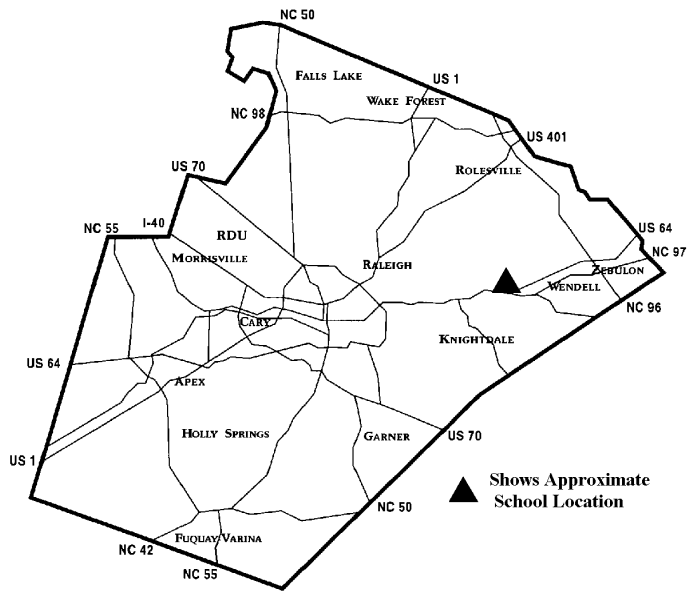 NC 50
FALLS LAKE
US 1
WAKE FOREST
NC 98
US 401
US 70
ROLESVILLE
I-40
NC 55
RDU
US 64
MORRISVILLE
NC 97
RALEIGH
ZEBULON
WENDELL
NC 96
CARY
KNIGHTDALE
US 64
APEX
HOLLY SPRINGS
GARNER
US 70
US 1
Shows Approximate
School Location
NC 50
FUQUAY VARINA
NC 42
NC 55